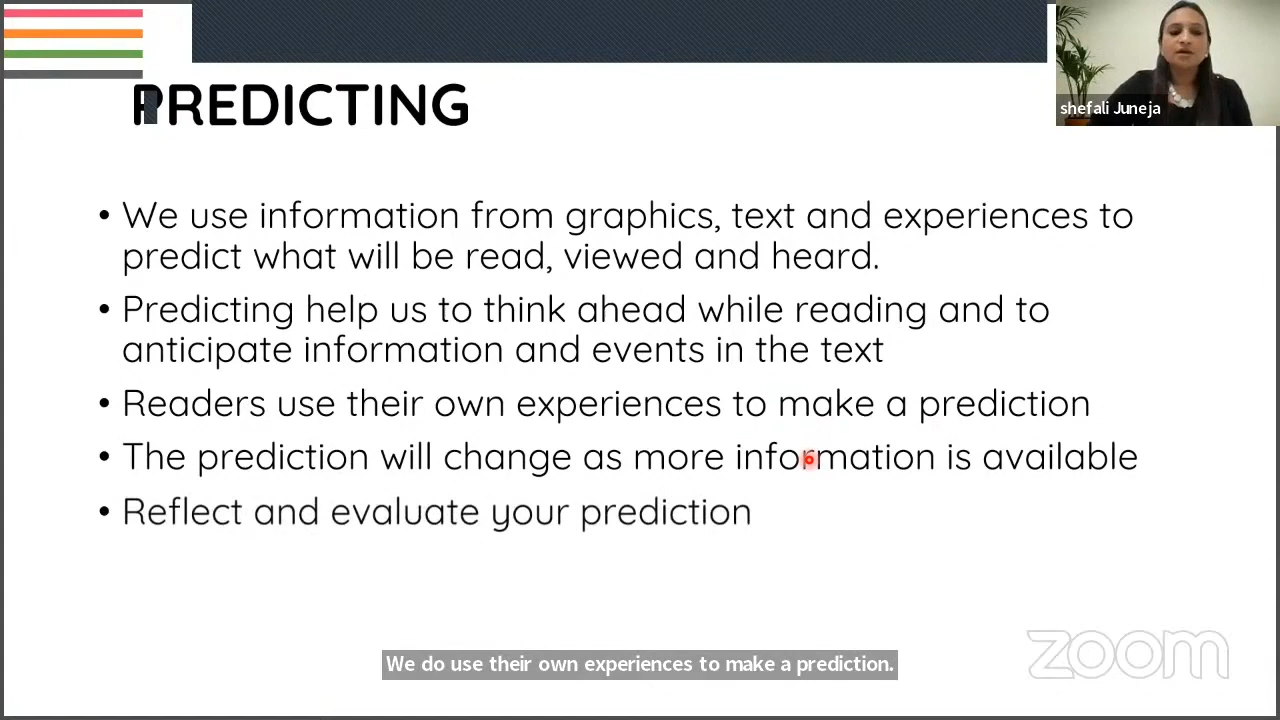 shefali Juneja
PREDICTING
• We use information from graphics, text and experiences to
predict what will be read, viewed and heard.
• Predicting help us to think ahead while reading and to
anticipate information and events in the text
• Readers use their own experiences to make a prediction
• The prediction will change as more information is available
• Reflect and evaluate your prediction
We do use their own experiences to make a prediction.
zoom